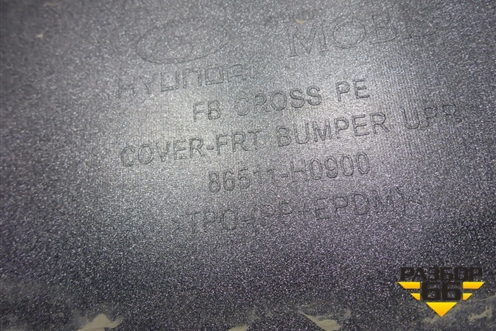 HYUNDAI MOBIS
FB CROSS PE
COVER-FRT BUMPER UPR
86511-H0900
TPO-(PP+EPDM)
РАЗБОР
66